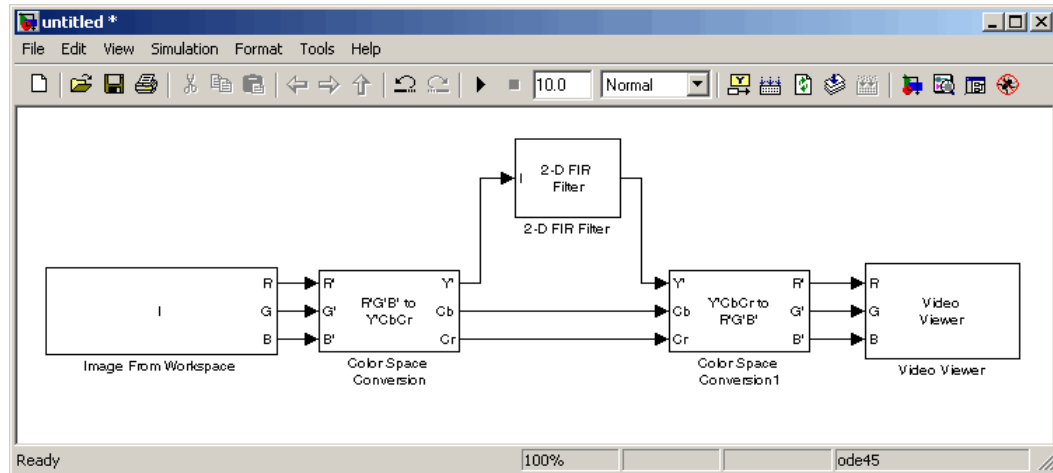 untitled *
File Edit View Simulation Format Tools Help
10.0 Normal
2-D FIR
Filter
I
2-D FIR Filter
I
R
G
B
Image From Workspace
R'
G'
B'
R'G'B' to
Y'CbCr
Y'
Cb
Cr
Color Space
Conversion
Y'
Cb
Cr
Y'CbCr to
R'G'B'
R'
G'
B'
Color Space
Conversion1
R
G
B
Video
Viewer
Video Viewer
Ready 100% ode45